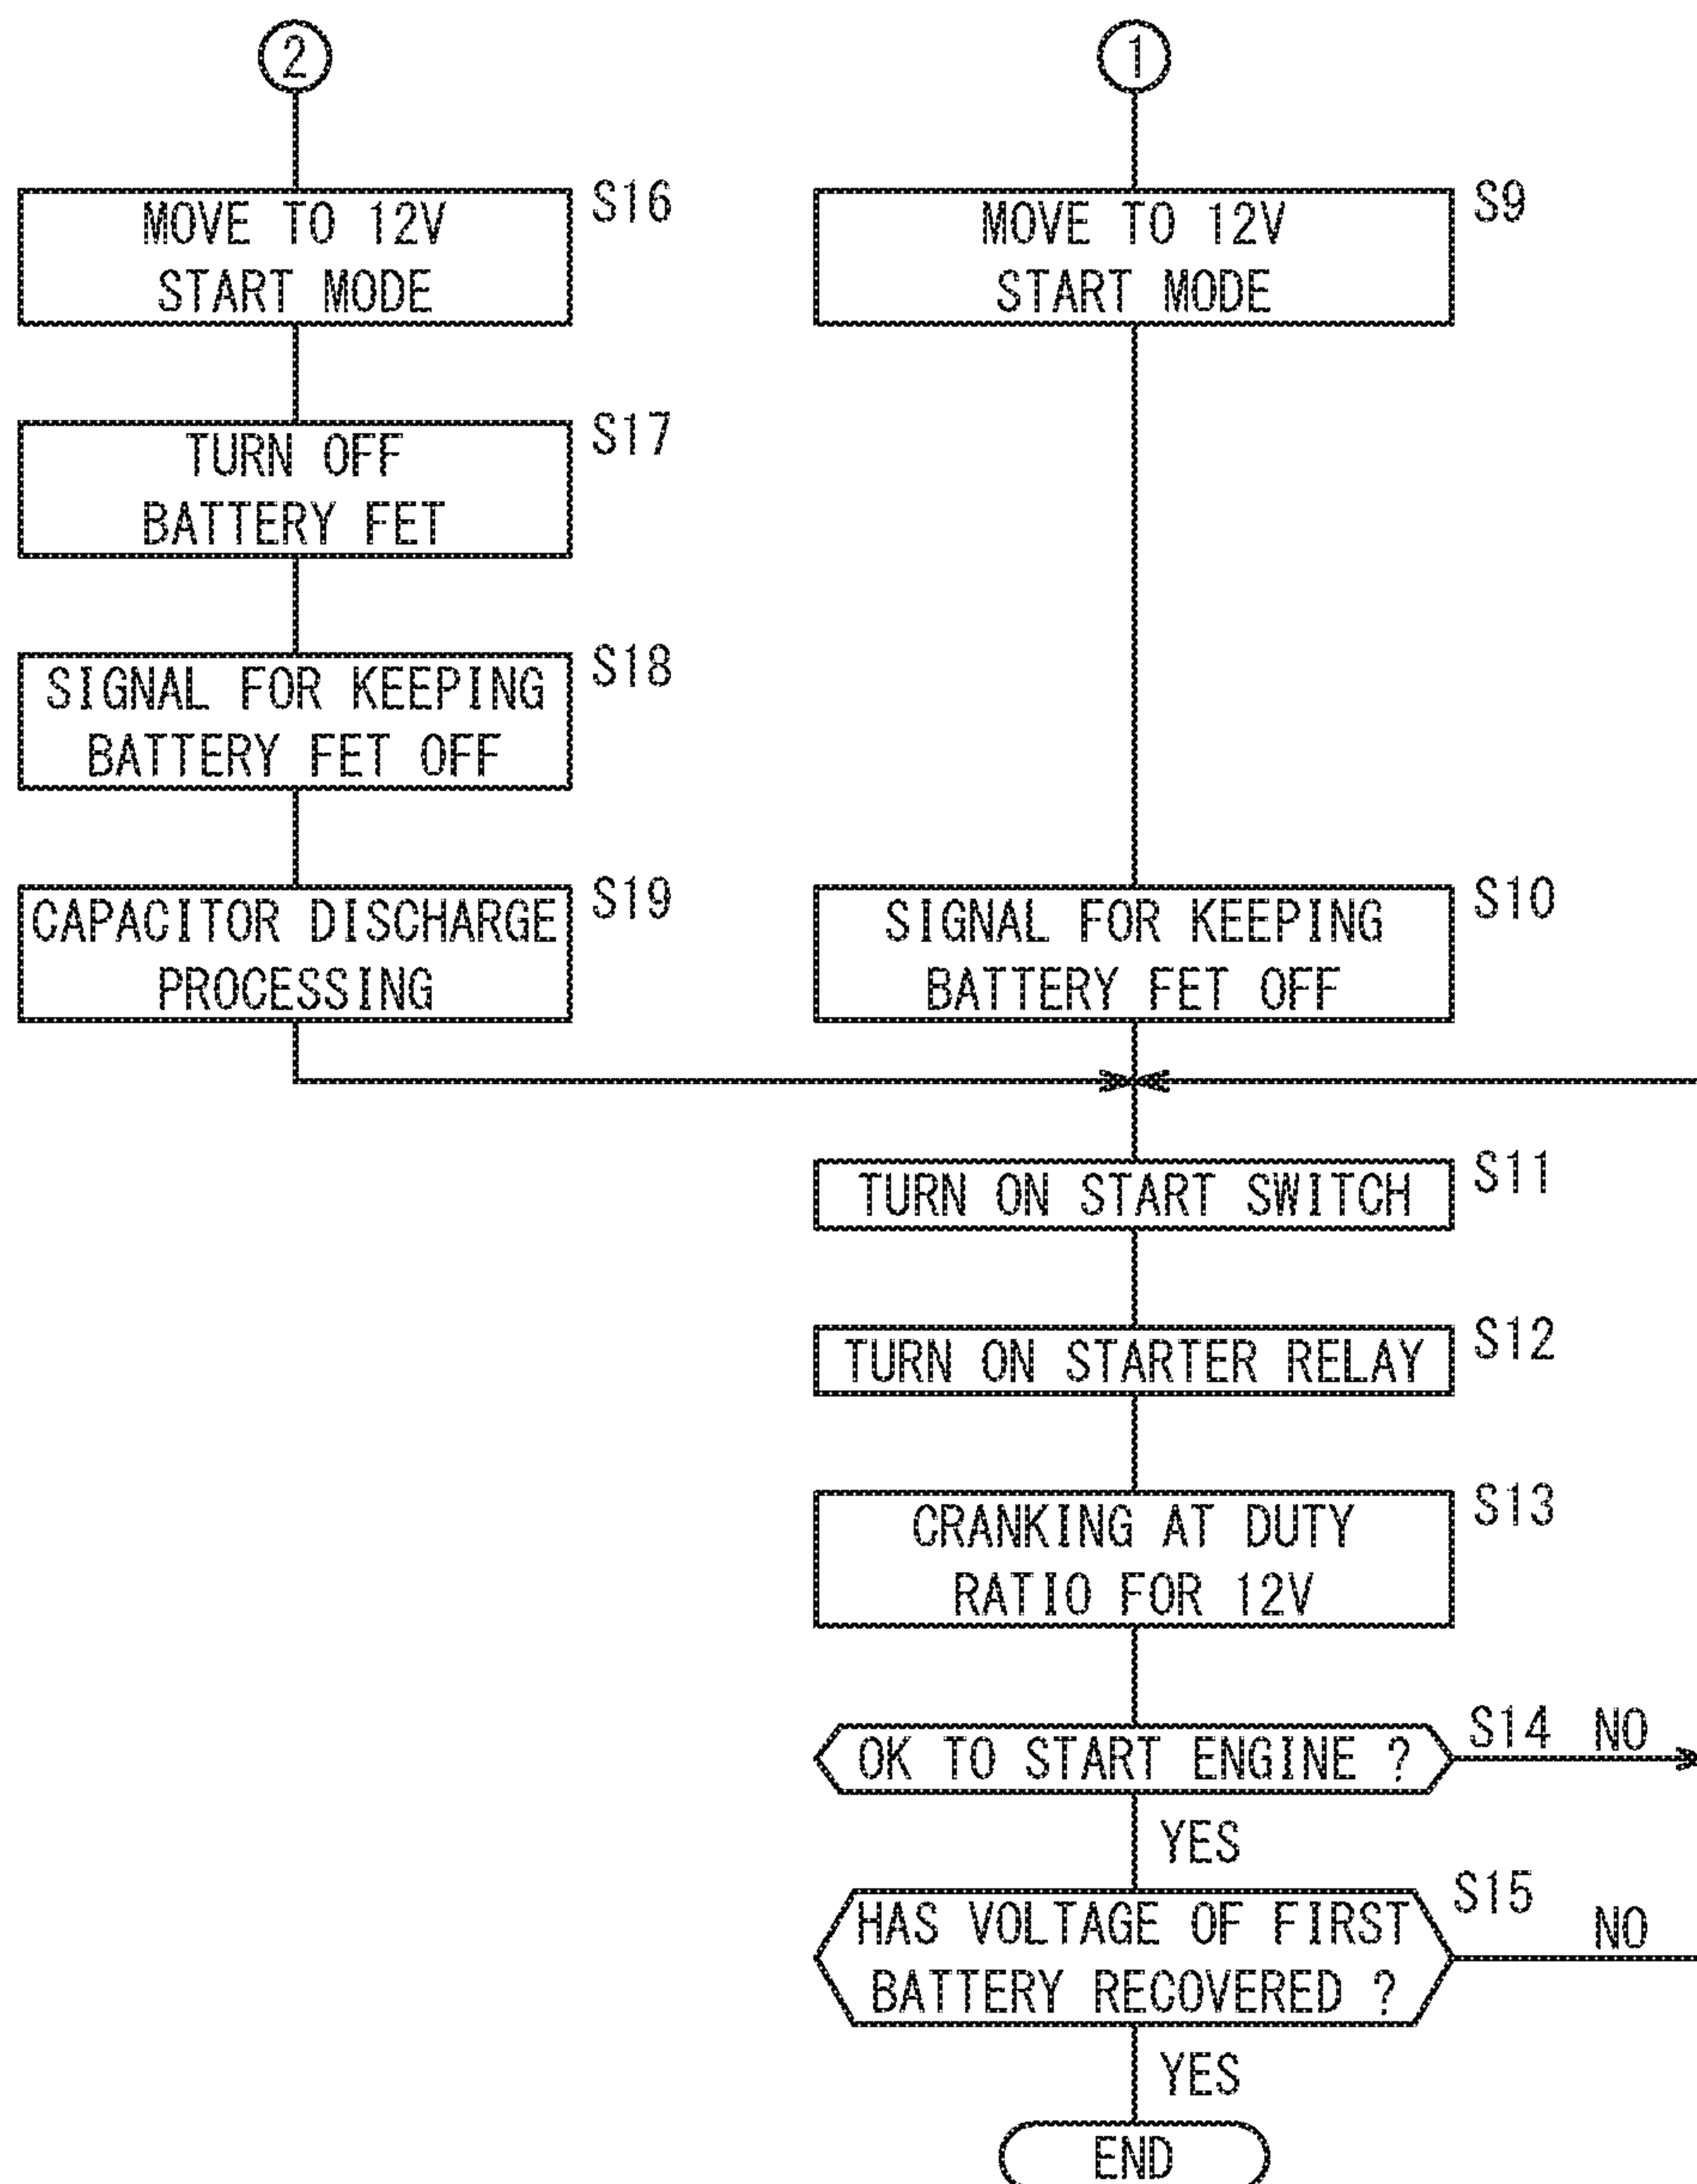 2
MOVE TO 12V
START MODE
S16
TURN OFF
BATTERY FET
S17
SIGNAL FOR KEEPING
BATTERY FET OFF
S18
CAPACITOR DISCHARGE
PROCESSING
S19
1
MOVE TO 12V
START MODE
S9
SIGNAL FOR KEEPING
BATTERY FET OFF
S10
TURN ON START SWITCH
S11
TURN ON STARTER RELAY
S12
CRANKING AT DUTY
RATIO FOR 12V
S13
OK TO START ENGINE ?
S14 NO
YES
HAS VOLTAGE OF FIRST
BATTERY RECOVERED ?
S15
NO
YES
END